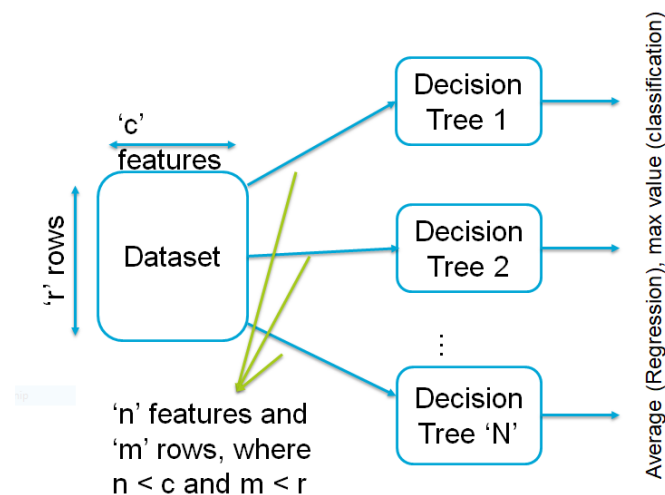 'c'
features
'r' rows
Dataset
Decision
Tree 1
Decision
Tree 2
⋮
Decision
Tree 'N'
'n' features and
'm' rows, where
n < c and m < r
Average (Regression), max value (classification)